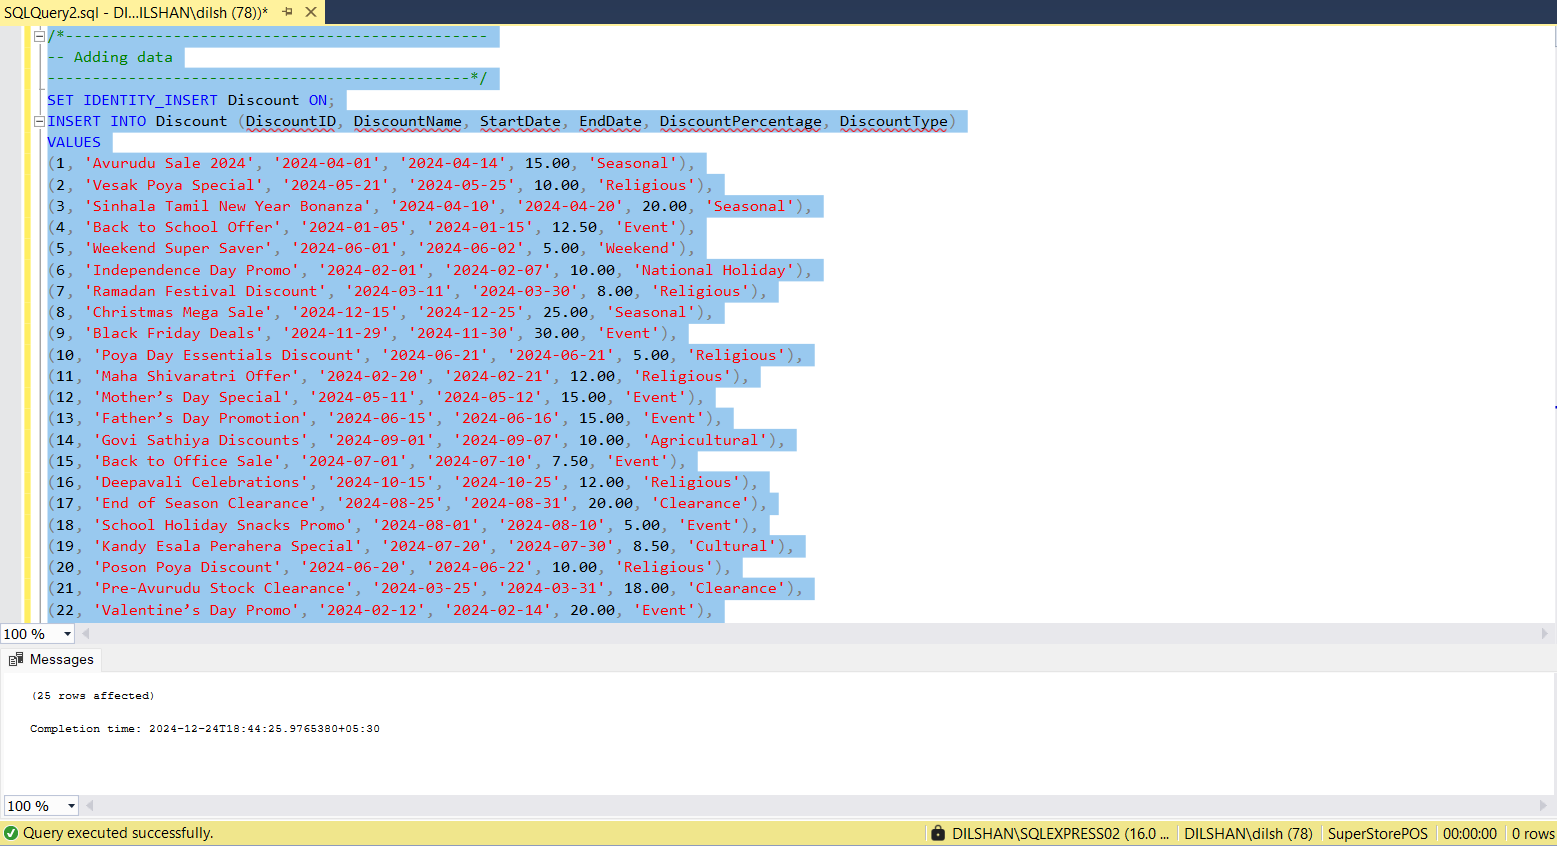 SQLQuery2.sql - DI...ILSHAN\dilsh (78))*
/*-----------------------------------------------
-- Adding data
-----------------------------------------------*/
SET IDENTITY_INSERT Discount ON;
INSERT INTO Discount (DiscountID, DiscountName, StartDate, EndDate, DiscountPercentage, DiscountType)
VALUES
(1, 'Avurudu Sale 2024', '2024-04-01', '2024-04-14', 15.00, 'Seasonal'),
(2, 'Vesak Poya Special', '2024-05-21', '2024-05-25', 10.00, 'Religious'),
(3, 'Sinhala Tamil New Year Bonanza', '2024-04-10', '2024-04-20', 20.00, 'Seasonal'),
(4, 'Back to School Offer', '2024-01-05', '2024-01-15', 12.50, 'Event'),
(5, 'Weekend Super Saver', '2024-06-01', '2024-06-02', 5.00, 'Weekend'),
(6, 'Independence Day Promo', '2024-02-01', '2024-02-07', 10.00, 'National Holiday'),
(7, 'Ramadan Festival Discount', '2024-03-11', '2024-03-30', 8.00, 'Religious'),
(8, 'Christmas Mega Sale', '2024-12-15', '2024-12-25', 25.00, 'Seasonal'),
(9, 'Black Friday Deals', '2024-11-29', '2024-11-30', 30.00, 'Event'),
(10, 'Poya Day Essentials Discount', '2024-06-21', '2024-06-21', 5.00, 'Religious'),
(11, 'Maha Shivaratri Offer', '2024-02-20', '2024-02-21', 12.00, 'Religious'),
(12, 'Mother’s Day Special', '2024-05-11', '2024-05-12', 15.00, 'Event'),
(13, 'Father’s Day Promotion', '2024-06-15', '2024-06-16', 15.00, 'Event'),
(14, 'Govi Sathiya Discounts', '2024-09-01', '2024-09-07', 10.00, 'Agricultural'),
(15, 'Back to Office Sale', '2024-07-01', '2024-07-10', 7.50, 'Event'),
(16, 'Deepavali Celebrations', '2024-10-15', '2024-10-25', 12.00, 'Religious'),
(17, 'End of Season Clearance', '2024-08-25', '2024-08-31', 20.00, 'Clearance'),
(18, 'School Holiday Snacks Promo', '2024-08-01', '2024-08-10', 5.00, 'Event'),
(19, 'Kandy Esala Perahera Special', '2024-07-20', '2024-07-30', 8.50, 'Cultural'),
(20, 'Poson Poya Discount', '2024-06-20', '2024-06-22', 10.00, 'Religious'),
(21, 'Pre-Avurudu Stock Clearance', '2024-03-25', '2024-03-31', 18.00, 'Clearance'),
(22, 'Valentine’s Day Promo', '2024-02-12', '2024-02-14', 20.00, 'Event'),
100 %
Messages
(25 rows affected)
Completion time: 2024-12-24T18:44:25.9765380+05:30
100 %
Query executed successfully.
DILSHAN\SQLEXPRESS02 (16.0 ...
DILSHAN\dilsh (78)
SuperStorePOS
00:00:00
0 rows